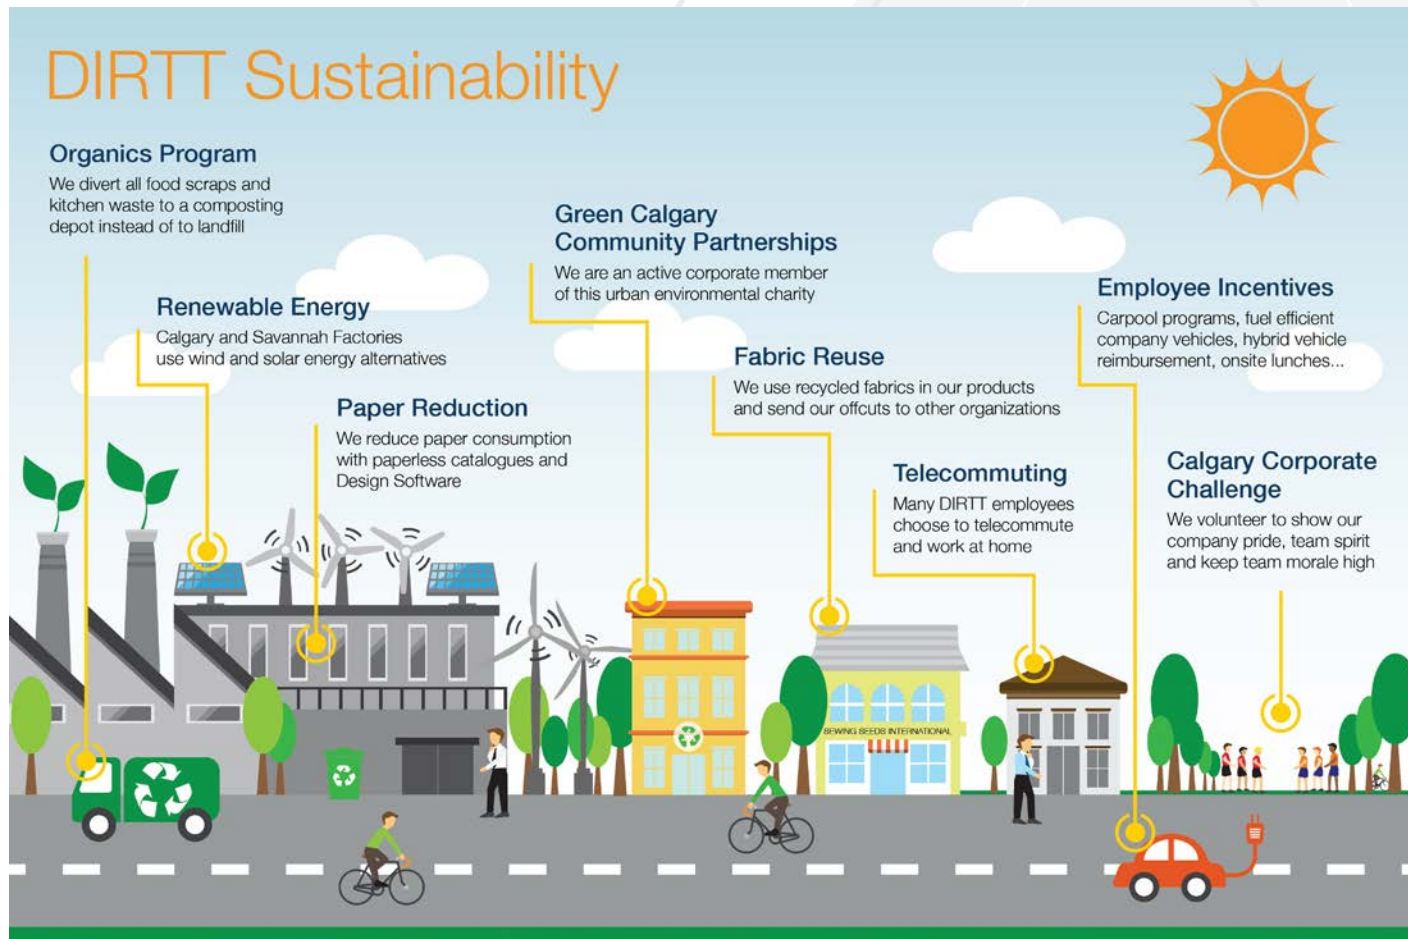 DIRTT Sustainability
Organics Program
We divert all food scraps and
kitchen waste to a composting
depot instead of to landfill
Renewable Energy
Calgary and Savannah Factories
use wind and solar energy alternatives
Paper Reduction
We reduce paper consumption
with paperless catalogues and
Design Software
Green Calgary
Community Partnerships
We are an active corporate member
of this urban environmental charity
Fabric Reuse
We use recycled fabrics in our products
and send our offcuts to other organizations
Telecommuting
Many DIRTT employees
choose to telecommute
and work at home
Employee Incentives
Carpool programs, fuel efficient
company vehicles, hybrid vehicle
reimbursement, onsite lunches...
Calgary Corporate
Challenge
We volunteer to show our
company pride, team spirit
and keep team morale high
SEWING SEEDS INTERNATIONAL